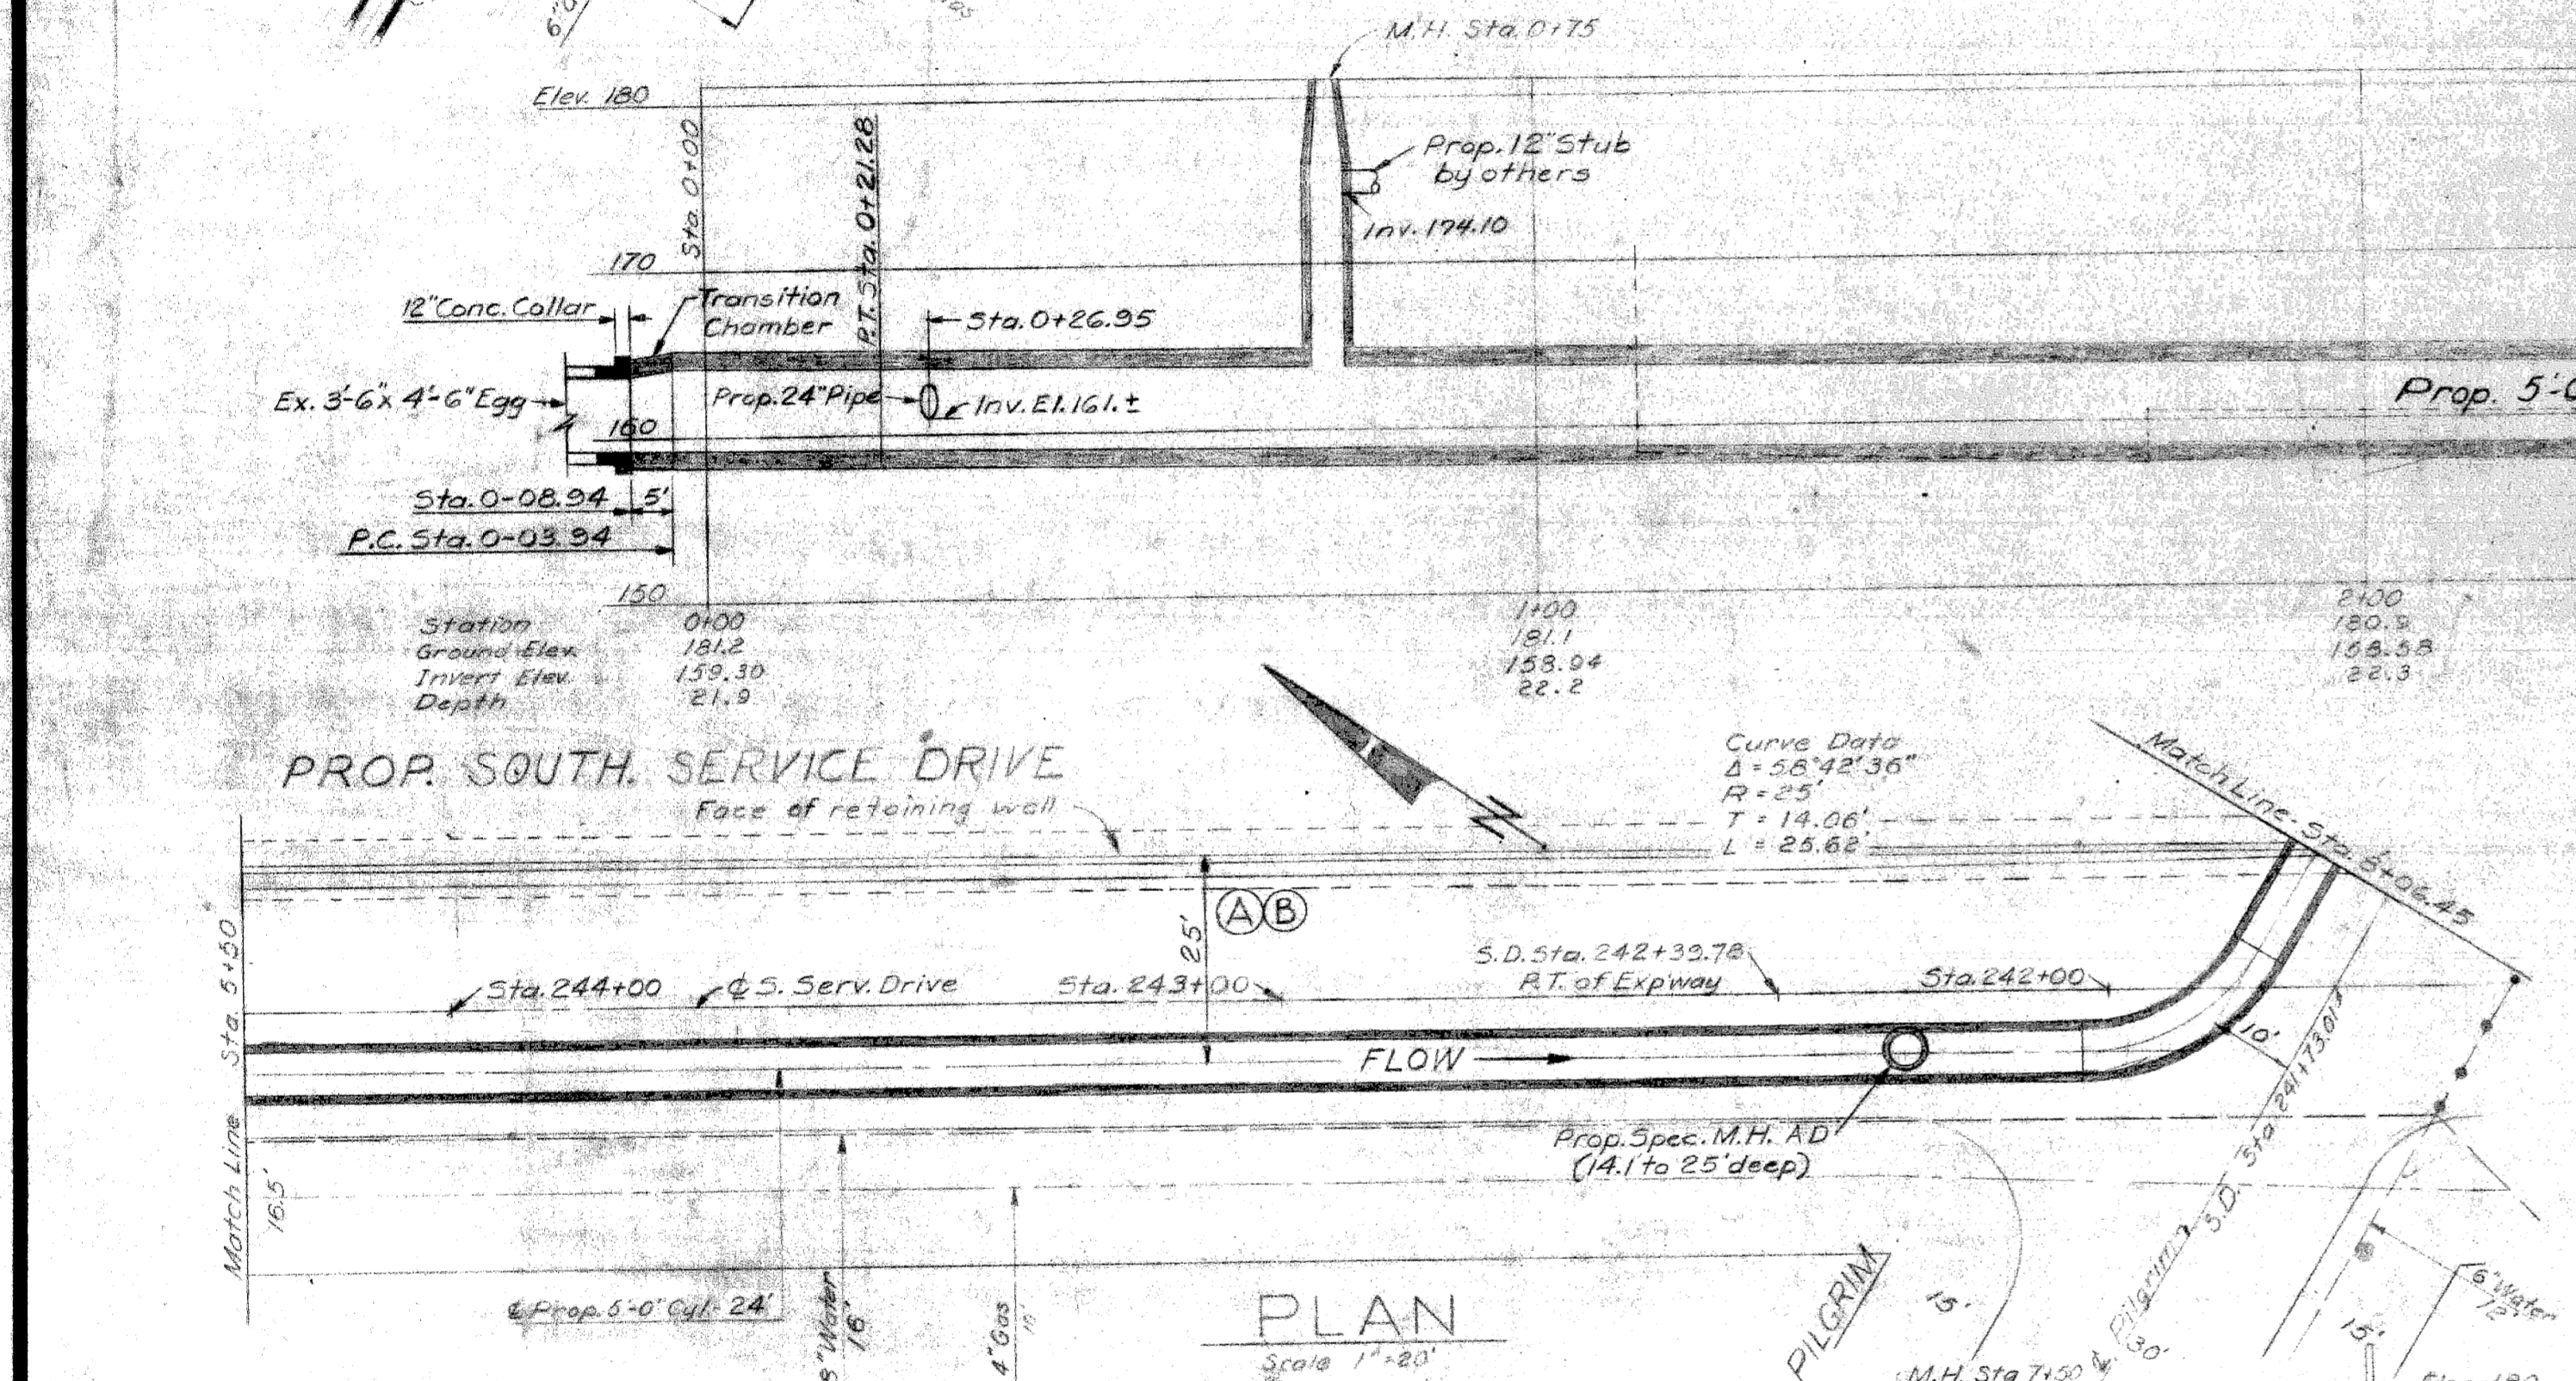 M.H. Sta. 0+75
Elev. 180
Sta. 0+00
P.T. Sta. 0+21.28
Prop. 12" Stub
by others
Inv. 174.10
170
12" Conc. Collar
Transition
Chamber
Sta. 0+26.95
Ex. 3'-6" x 4'-6" Egg
Prop. 24" Pipe
Inv. El. 161. ±
Prop. 5'-0
160
Sta. 0-08.94
5'
P.C. Sta. 0-03.94
150
Station 0+00 1+00 2+00
Ground Elev. 181.2 181.1 180.9
Invert Elev. 159.30 158.94 158.58
Depth 21.9 22.2 22.3
PROP. SOUTH. SERVICE DRIVE
Face of retaining wall
N
Curve Data
Δ = 58°42'36"
R = 25'
T = 14.06'
L = 25.62'
Match Line Sta. 8+06.45
A B
25'
Match Line Sta. 5+50
Sta. 244+00
₵ S. Serv. Drive
Sta. 243+00
S.D. Sta. 242+39.78
P.T. of Exp'way
Sta. 242+00
FLOW
10'
S.D. Sta. 241+73.01
Prop. Spec. M.H. AD
(14.1 to 25' deep)
16.5'
₵ Prop. 5'-0" Cyl.- 24'
8" Water
16'
4" Gas
PLAN
Scale 1"=20'
PILGRIM
15'
₵ Pilgrim
30'
15'
6" Water
12'
M.H. Sta 7+50